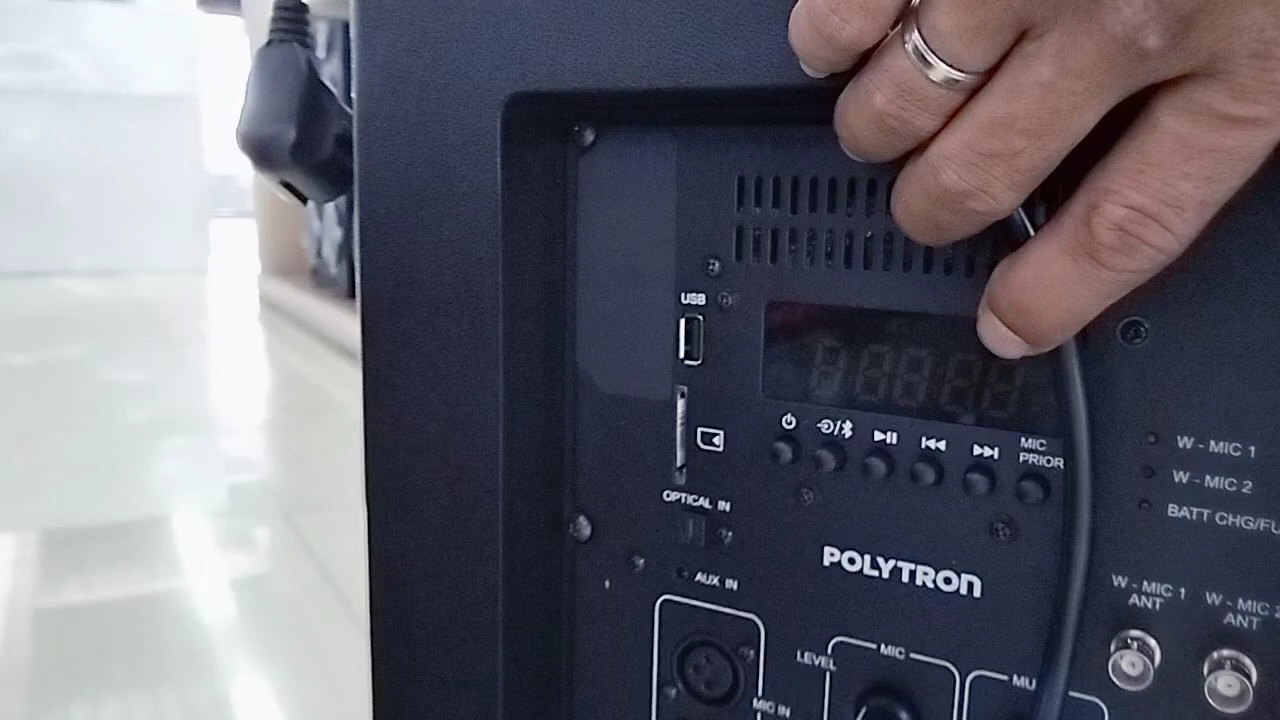 USB
MIC
PRIOR
W - MIC 1
W - MIC 2
BATT CHG/FU
OPTICAL IN
AUX IN
POLYTRON
W - MIC 1
ANT
W - MIC 2
ANT
LEVEL
MIC
MU
MIC IN